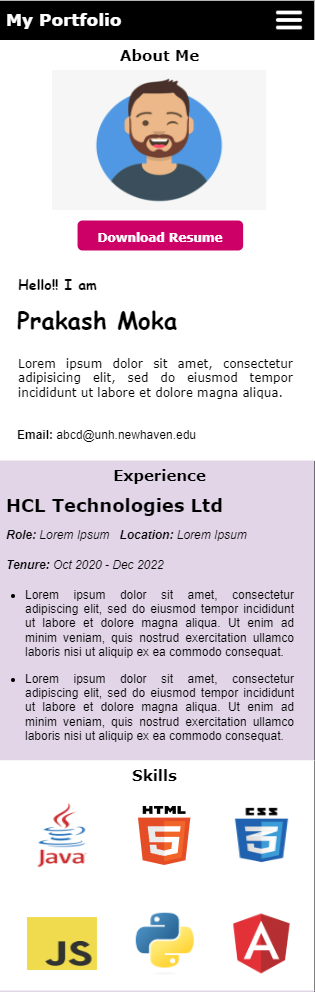 My Portfolio
About Me
Download Resume
Hello!! I am
Prakash Moka
Lorem ipsum dolor sit amet, consectetur
adipisicing elit, sed do eiusmod tempor
incididunt ut labore et dolore magna aliqua.
Email: abcd@unh.newhaven.edu
Experience
HCL Technologies Ltd
Role: Lorem Ipsum Location: Lorem Ipsum
Tenure: Oct 2020 - Dec 2022
• Lorem ipsum dolor sit amet, consectetur
adipiscing elit, sed do eiusmod tempor incididunt
ut labore et dolore magna aliqua. Ut enim ad
minim veniam, quis nostrud exercitation ullamco
laboris nisi ut aliquip ex ea commodo consequat.
• Lorem ipsum dolor sit amet, consectetur
adipiscing elit, sed do eiusmod tempor incididunt
ut labore et dolore magna aliqua. Ut enim ad
minim veniam, quis nostrud exercitation ullamco
laboris nisi ut aliquip ex ea commodo consequat.
Skills
Java HTML 5 CSS 3
JS A